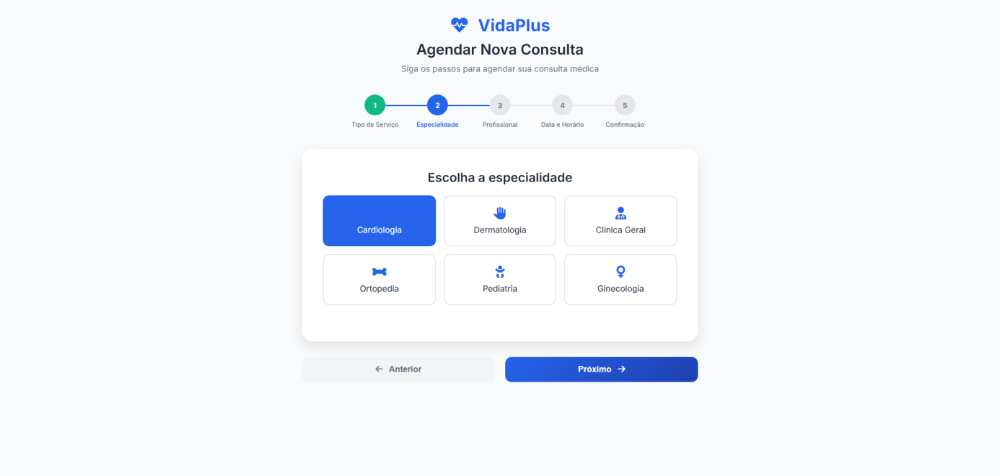 VidaPlus
Agendar Nova Consulta
Siga os passos para agendar sua consulta médica
1 2 3 4 5
Tipo de Serviço Especialidade Profissional Data e Horário Confirmação
Escolha a especialidade
Cardiologia Dermatologia Clínica Geral
Ortopedia Pediatria Ginecologia
Anterior Próximo